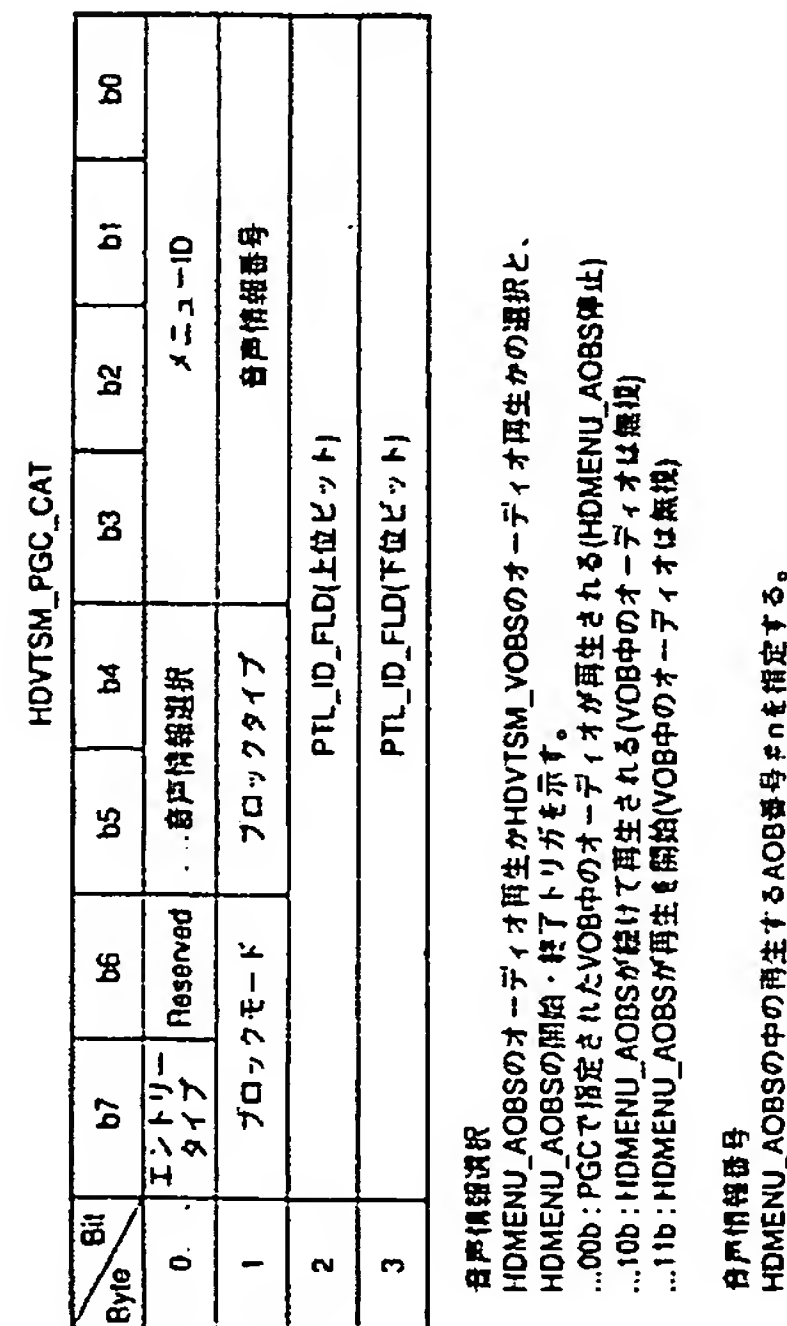 HDVTSM_PGC_CAT
Bit
Byte
b7 b6 b5 b4 b3 b2 b1 b0
0 エントリータイプ Reserved 音声情報選択 メニューID
1 ブロックモード ブロックタイプ 音声情報番号
2 PTL_ID_FLD(上位ビット)
3 PTL_ID_FLD(下位ビット)
音声情報選択
HDMENU_AOBSのオーディオ再生かHDVTSM_VOBSのオーディオ再生かの選択と、
HDMENU_AOBSの開始・終了トリガを示す。
...00b : PGCで指定されたVOB中のオーディオが再生される(HDMENU_AOBS停止)
...10b : HDMENU_AOBSが続けて再生される(VOB中のオーディオは無視)
...11b : HDMENU_AOBSが再生を開始(VOB中のオーディオは無視)
音声情報番号
HDMENU_AOBSの中の再生するAOB番号#nを指定する。